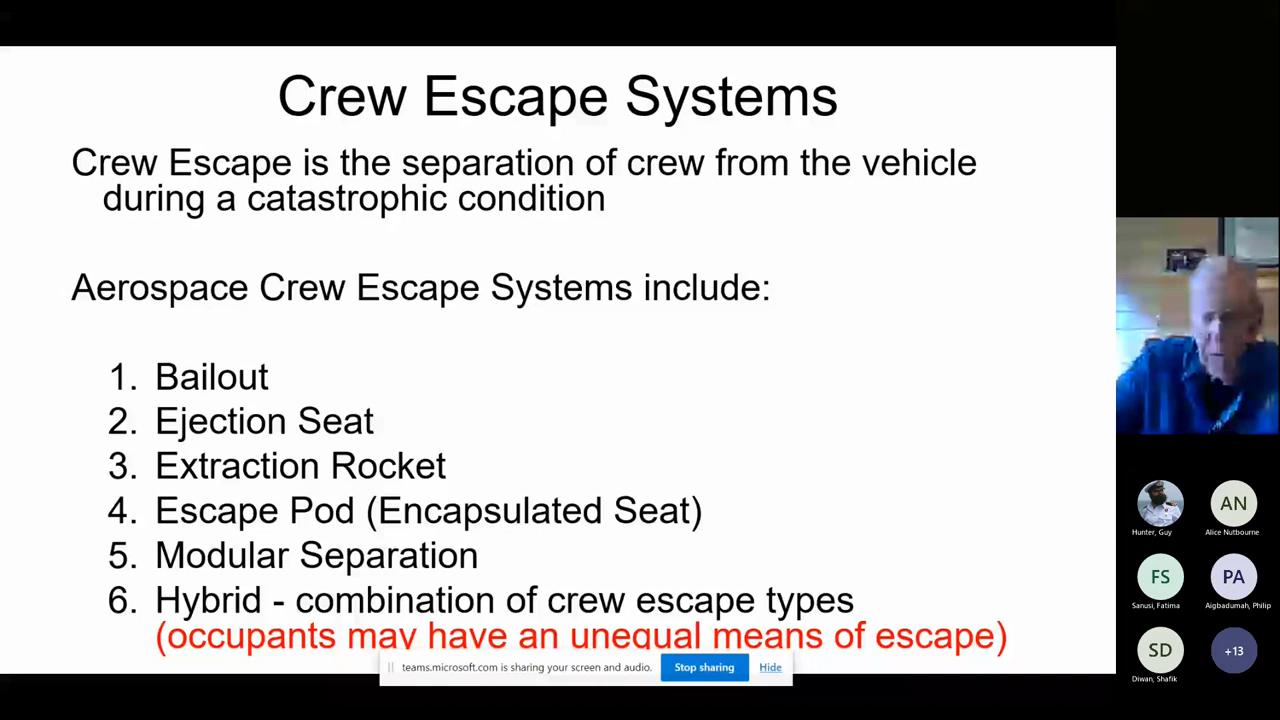 Crew Escape Systems
Crew Escape is the separation of crew from the vehicle
during a catastrophic condition
Aerospace Crew Escape Systems include:
1. Bailout
2. Ejection Seat
3. Extraction Rocket
4. Escape Pod (Encapsulated Seat)
5. Modular Separation
6. Hybrid - combination of crew escape types
(occupants may have an unequal means of escape)
teams.microsoft.com is sharing your screen and audio.
Stop sharing
Hide
AN
Hunter, Guy
Alice Nutbourne
FS
PA
Sanusi, Fatima
Aigbadumah, Philip
SD
+13
Diwan, Shafik